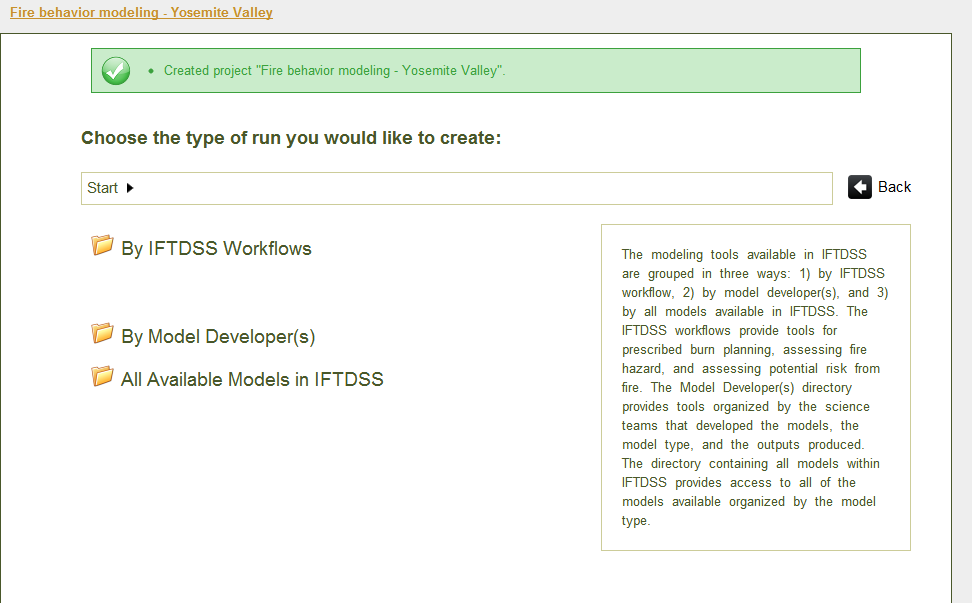 Fire behavior modeling - Yosemite Valley
Created project "Fire behavior modeling - Yosemite Valley".
Choose the type of run you would like to create:
Start
Back
By IFTDSS Workflows
By Model Developer(s)
All Available Models in IFTDSS
The modeling tools available in IFTDSS
are grouped in three ways: 1) by IFTDSS
workflow, 2) by model developer(s), and 3)
by all models available in IFTDSS. The
IFTDSS workflows provide tools for
prescribed burn planning, assessing fire
hazard, and assessing potential risk from
fire. The Model Developer(s) directory
provides tools organized by the science
teams that developed the models, the
model type, and the outputs produced.
The directory containing all models within
IFTDSS provides access to all of the
models available organized by the model
type.